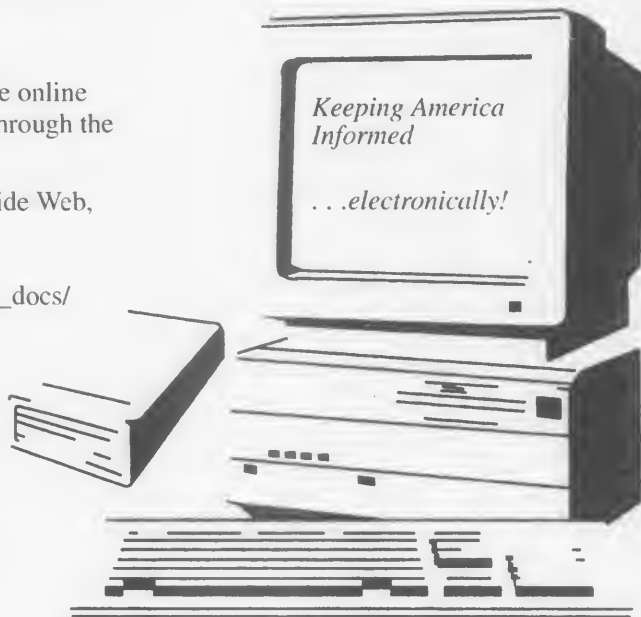 e online
hrough the
ide Web,
_docs/
Keeping America
Informed
. . .electronically!